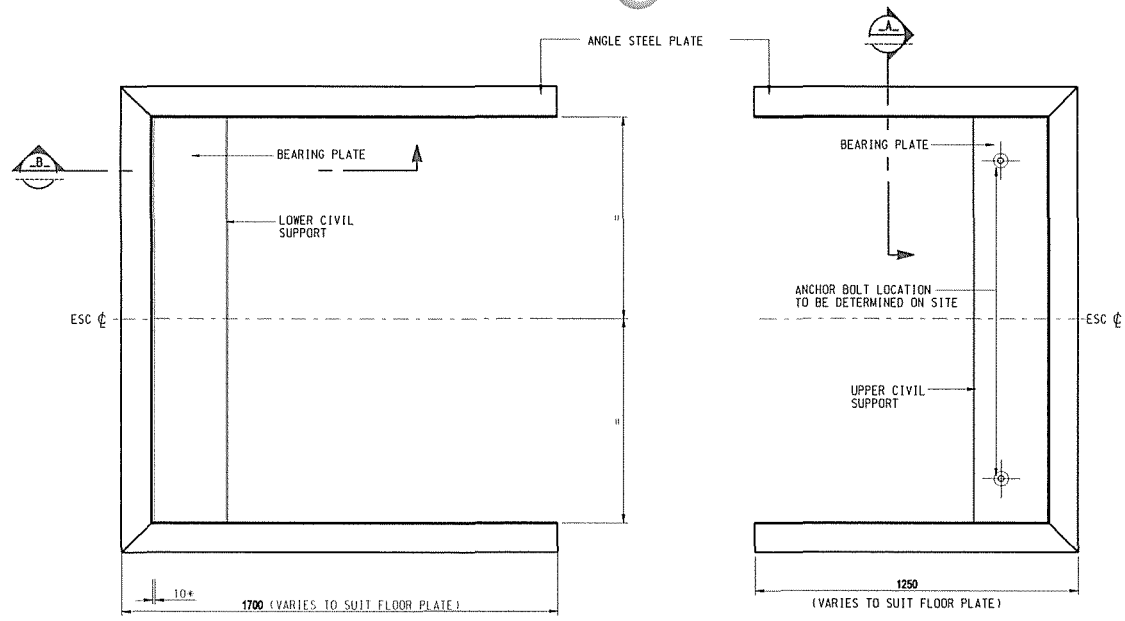 ANGLE STEEL PLATE
A
B
BEARING PLATE
LOWER CIVIL
SUPPORT
=
=
ESC ℄
10*
1700 (VARIES TO SUIT FLOOR PLATE)
BEARING PLATE
ANCHOR BOLT LOCATION
TO BE DETERMINED ON SITE
ESC ℄
UPPER CIVIL
SUPPORT
1250
(VARIES TO SUIT FLOOR PLATE)